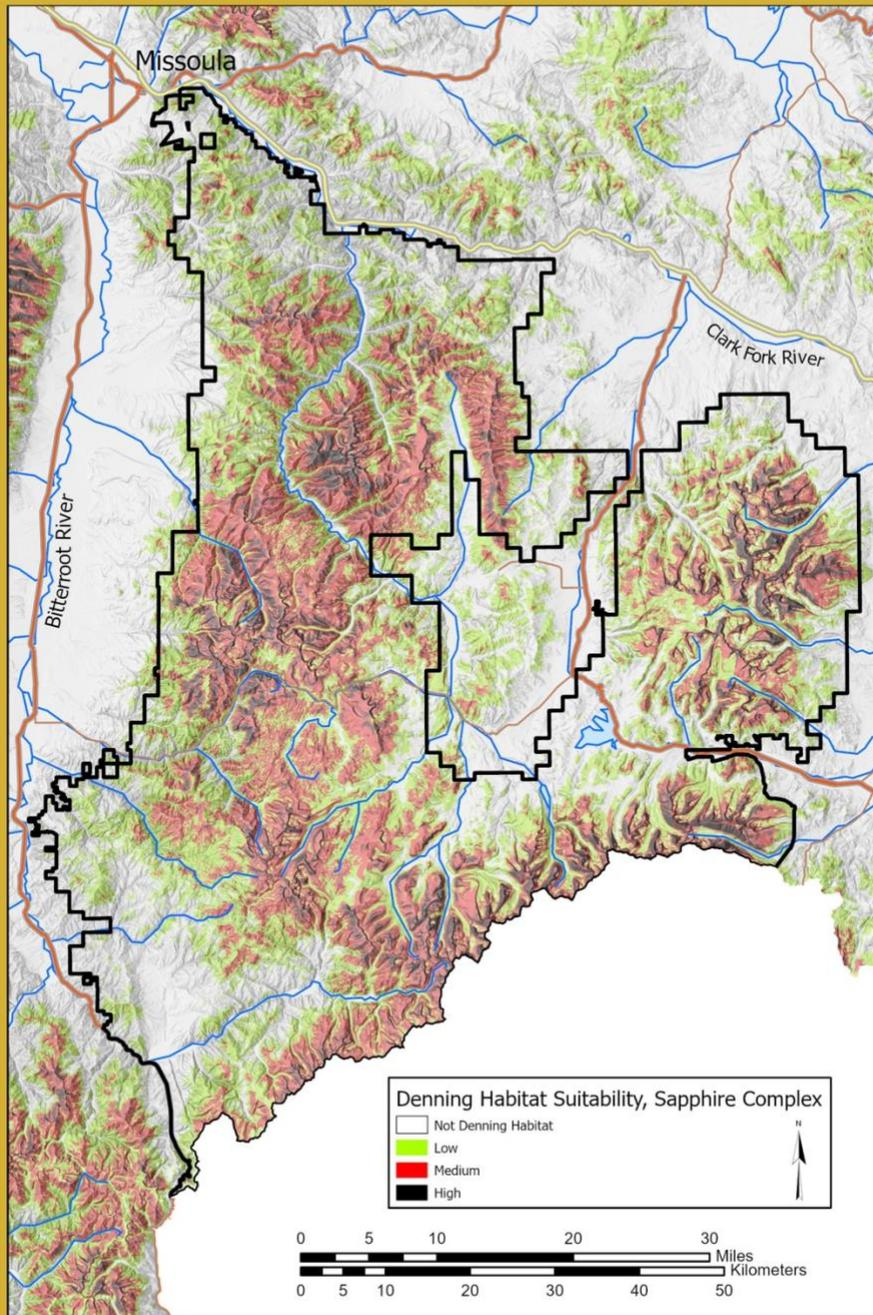 Missoula
Clark Fork River
Bitterroot River
Denning Habitat Suitability, Sapphire Complex
Not Denning Habitat
Low
Medium
High
N
0 5 10 20 30
Miles
Kilometers
0 5 10 20 30 40 50